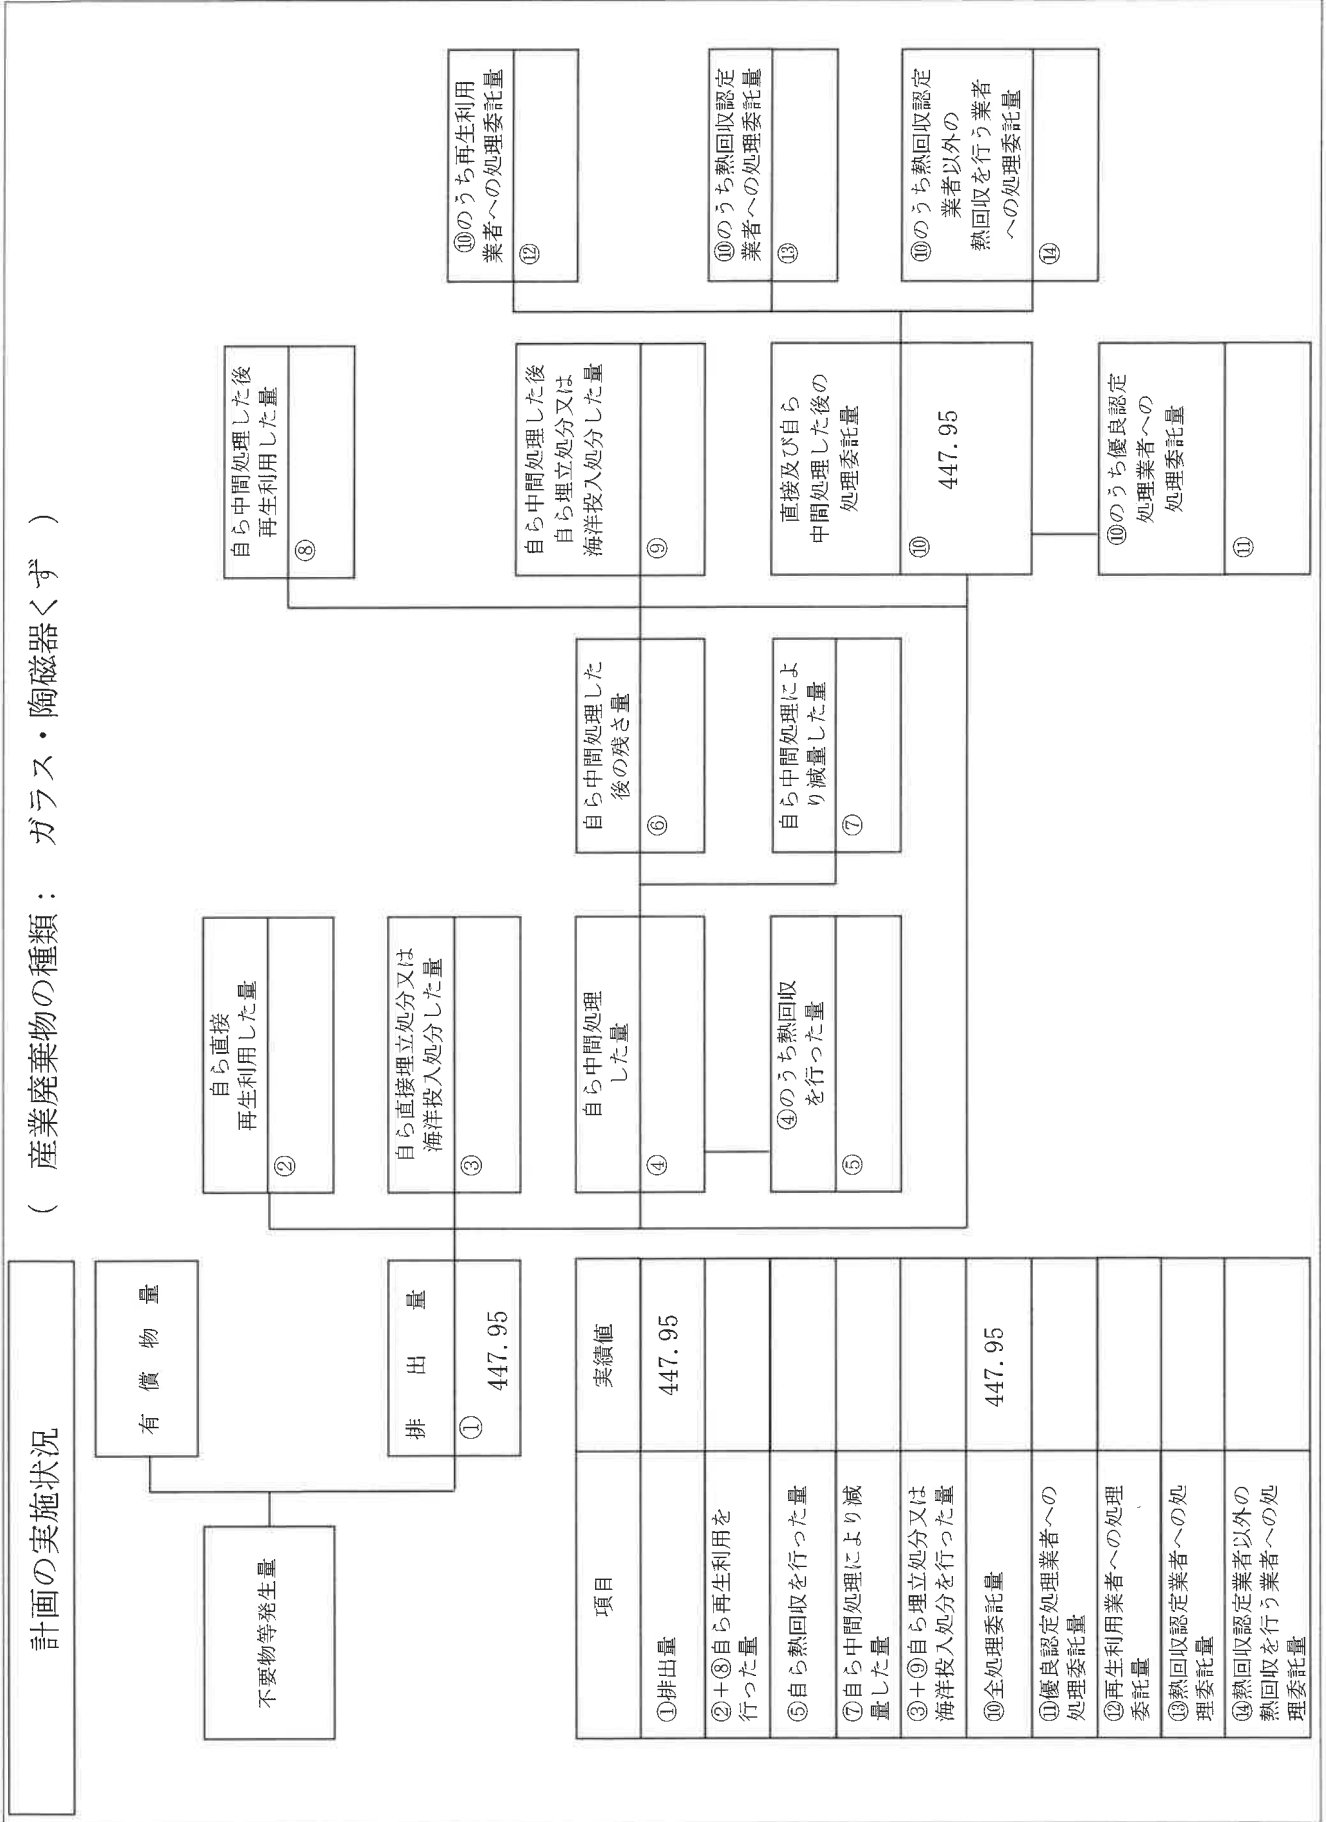 計画の実施状況
( 産業廃棄物の種類： ガラス・陶磁器くず )
不要物等発生量
有 償 物 量
排 出 量
①
447.95
自ら直接
再生利用した量
②
自ら直接埋立処分又は
海洋投入処分した量
③
自ら中間処理
した量
④
④のうち熱回収
を行った量
⑤
自ら中間処理した
後の残さ量
⑥
自ら中間処理によ
り減量した量
⑦
自ら中間処理した後
再生利用した量
⑧
自ら中間処理した後
自ら埋立処分又は
海洋投入処分した量
⑨
直接及び自ら
中間処理した後の
処理委託量
⑩
447.95
⑩のうち優良認定
処理業者への
処理委託量
⑪
⑩のうち再生利用
業者への処理委託量
⑫
⑩のうち熱回収認定
業者への処理委託量
⑬
⑩のうち熱回収認定
業者以外の
熱回収を行う業者
への処理委託量
⑭
項目 実績値
①排出量 447.95
②＋⑧自ら再生利用を
行った量
⑤自ら熱回収を行った量
⑦自ら中間処理により減
量した量
③＋⑨自ら埋立処分又は
海洋投入処分を行った量
⑩全処理委託量 447.95
⑪優良認定処理業者への
処理委託量
⑫再生利用業者への処理
委託量
⑬熱回収認定業者への処
理委託量
⑭熱回収認定業者以外の
熱回収を行う業者への処
理委託量